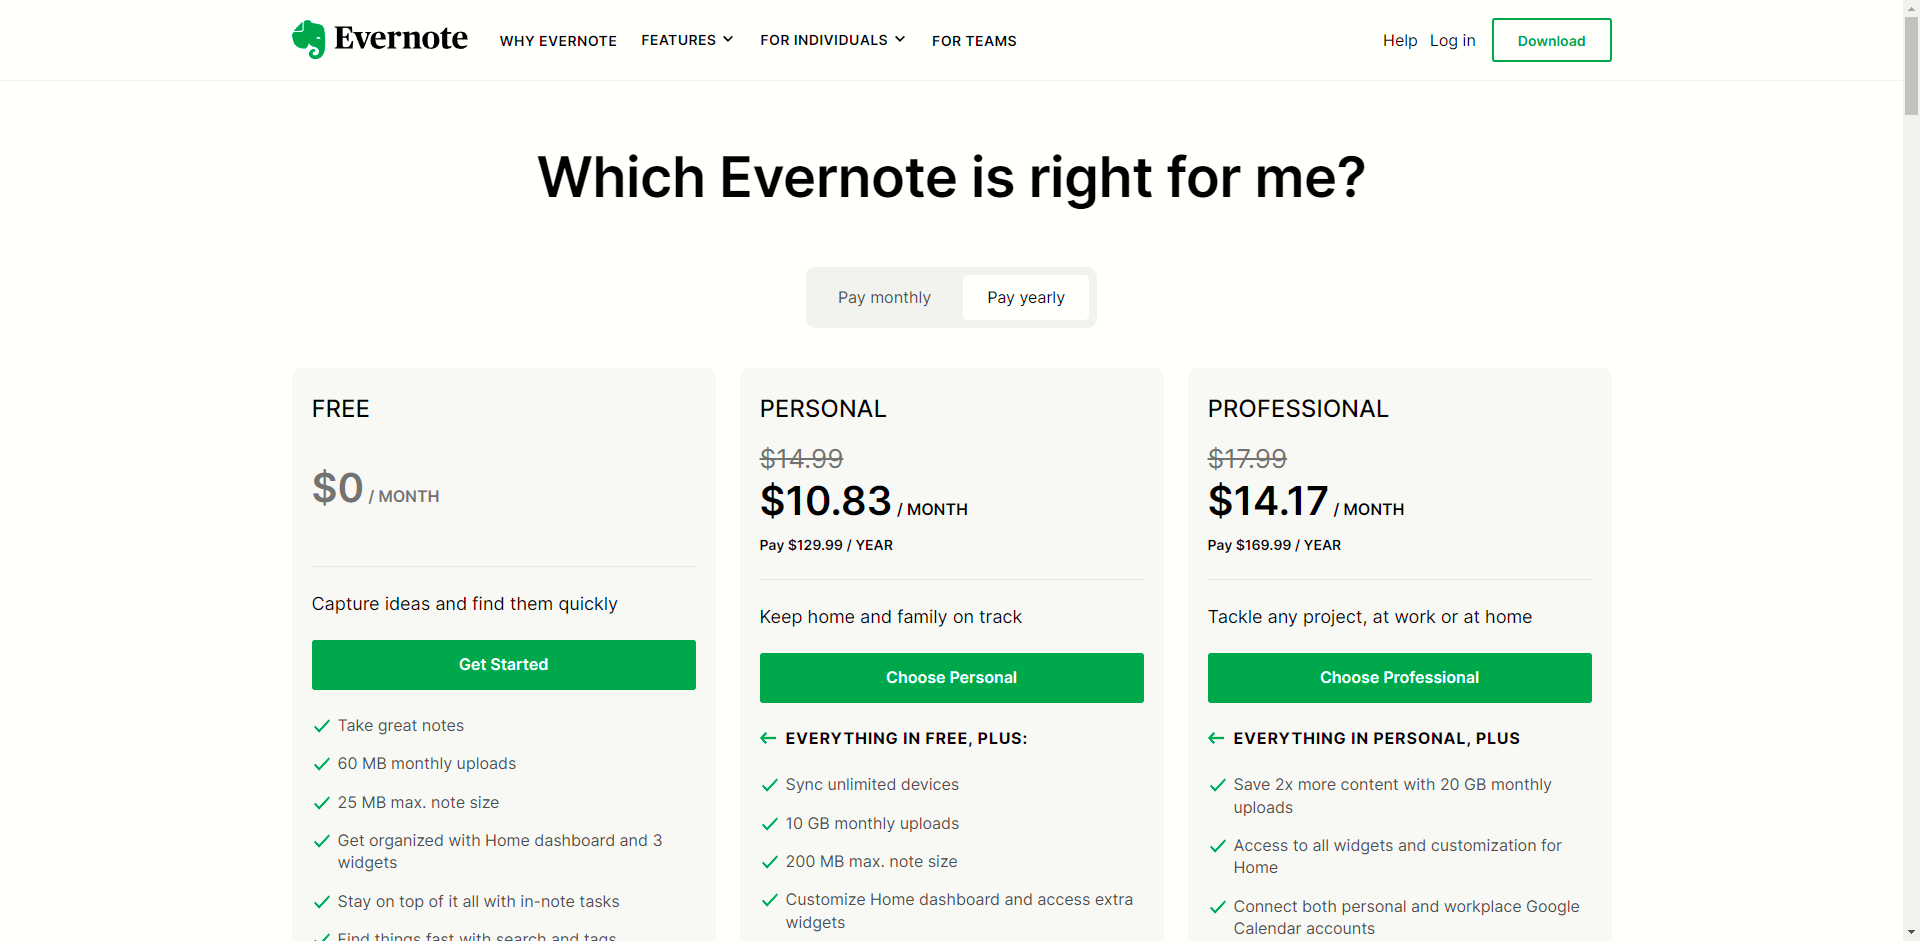 Evernote
WHY EVERNOTE
FEATURES
FOR INDIVIDUALS
FOR TEAMS
Help
Log in
Download
Which Evernote is right for me?
Pay monthly
Pay yearly
FREE
$0 / MONTH
Capture ideas and find them quickly
Get Started
Take great notes
60 MB monthly uploads
25 MB max. note size
Get organized with Home dashboard and 3
widgets
Stay on top of it all with in-note tasks
Find things fast with search and tags
PERSONAL
$14.99
$10.83 / MONTH
Pay $129.99 / YEAR
Keep home and family on track
Choose Personal
EVERYTHING IN FREE, PLUS:
Sync unlimited devices
10 GB monthly uploads
200 MB max. note size
Customize Home dashboard and access extra
widgets
PROFESSIONAL
$17.99
$14.17 / MONTH
Pay $169.99 / YEAR
Tackle any project, at work or at home
Choose Professional
EVERYTHING IN PERSONAL, PLUS
Save 2x more content with 20 GB monthly
uploads
Access to all widgets and customization for
Home
Connect both personal and workplace Google
Calendar accounts